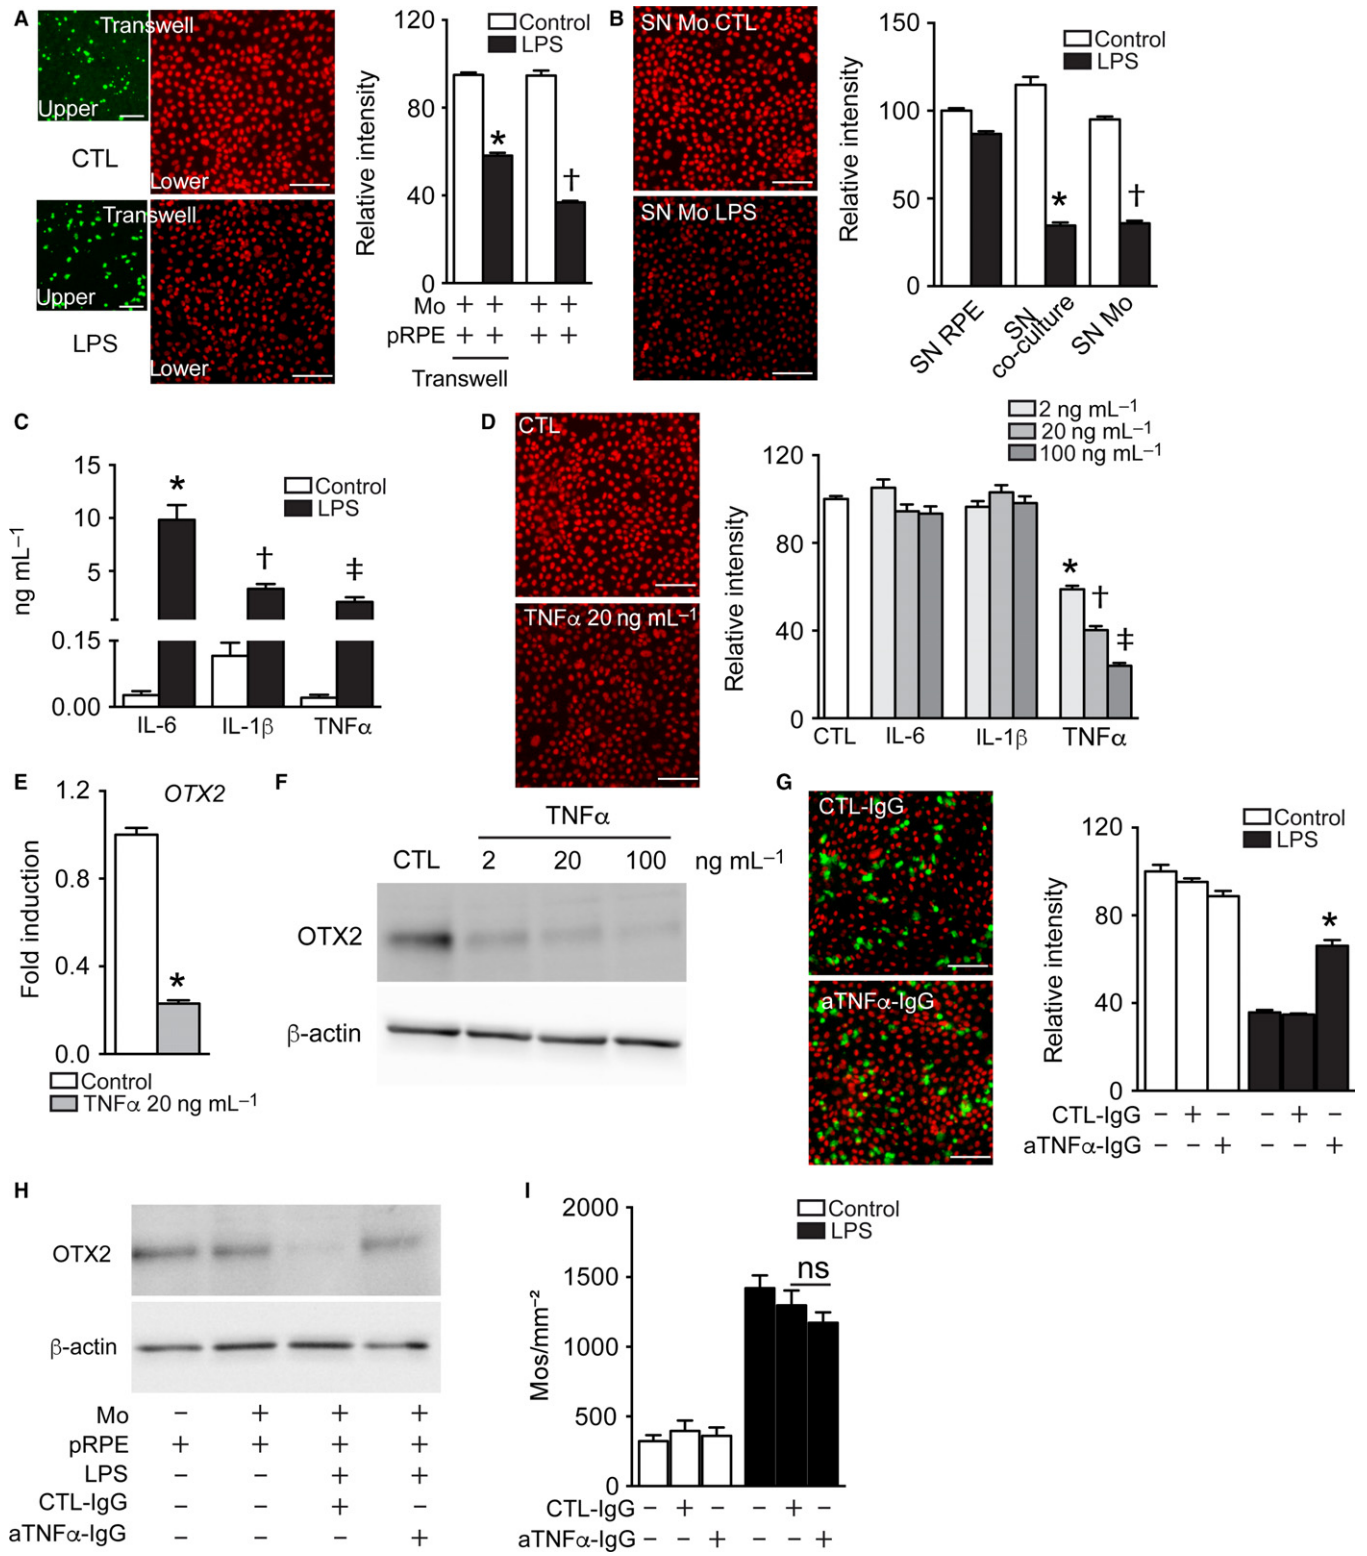 A
Transwell
Upper
CTL
Lower
Transwell
Upper
LPS
Lower
Relative intensity
120
80
40
0
Control
LPS
*
†
Mo + + + +
pRPE + + + +
Transwell
B
SN Mo CTL
SN Mo LPS
Relative intensity
150
100
50
0
Control
LPS
*
†
SN RPE
SN
co-culture
SN Mo
C
ng mL⁻¹
15
10
5
0.15
0.00
Control
LPS
*
†
‡
IL-6 IL-1β TNFα
D
CTL
TNFα 20 ng mL⁻¹
Relative intensity
120
80
40
0
2 ng mL⁻¹
20 ng mL⁻¹
100 ng mL⁻¹
*
†
‡
CTL IL-6 IL-1β TNFα
E
OTX2
Fold induction
1.2
0.8
0.4
0.0
*
Control
TNFα 20 ng mL⁻¹
F
TNFα
CTL 2 20 100 ng mL⁻¹
OTX2
β-actin
G
CTL-IgG
aTNFα-IgG
Relative intensity
120
80
40
0
Control
LPS
*
CTL-IgG − + − − + −
aTNFα-IgG − − + − − +
H
OTX2
β-actin
Mo − + + +
pRPE + + + +
LPS − − + +
CTL-IgG − − + −
aTNFα-IgG − − − +
I
Mos/mm⁻²
2000
1500
1000
500
0
Control
LPS
ns
CTL-IgG − + − − + −
aTNFα-IgG − − + − − +